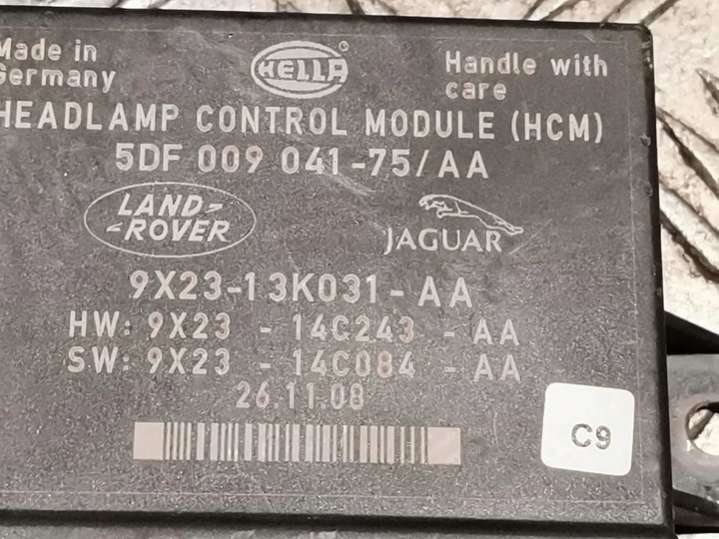 Made in
Germany
HELLA ®
Handle with
care
HEADLAMP CONTROL MODULE (HCM)
5DF 009 041-75/AA
LAND-
-ROVER
JAGUAR
9X23-13K031-AA
HW: 9X23 - 14C243 - AA
SW: 9X23 - 14C084 - AA
26.11.08
C9